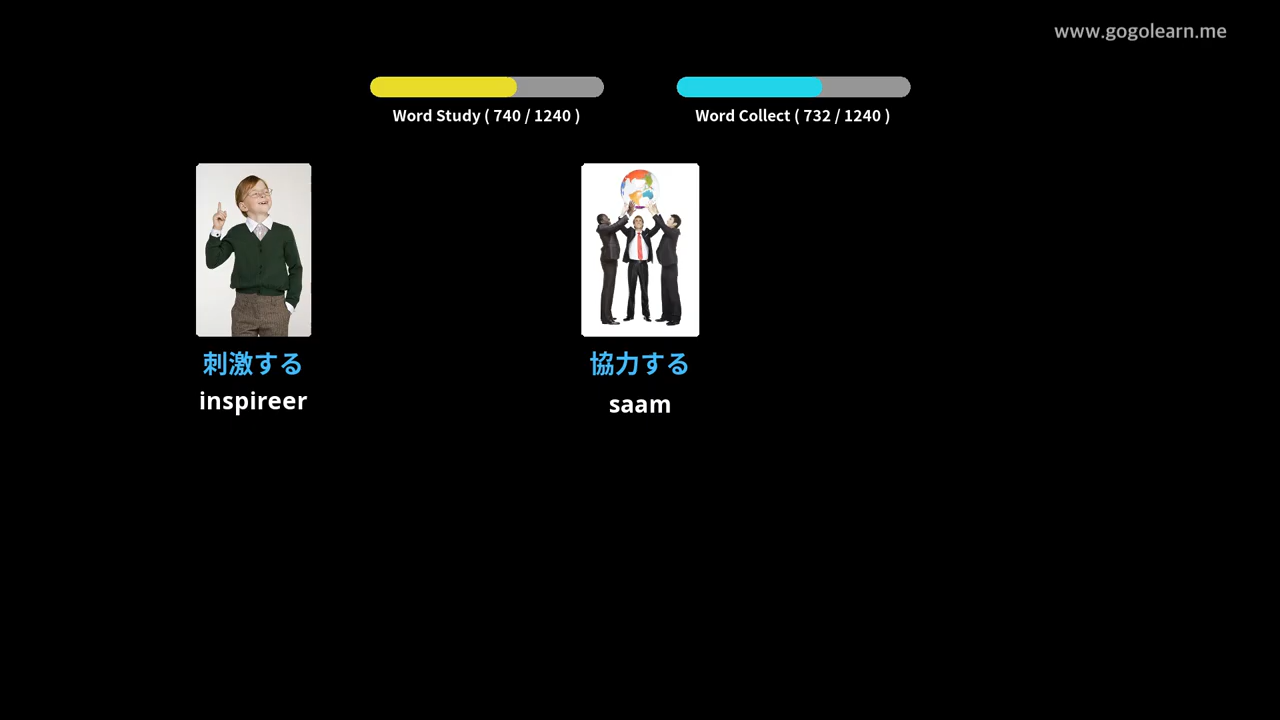 www.gogolearn.me
Word Study ( 740 / 1240 )
Word Collect ( 732 / 1240 )
刺激する
inspireer
協力する
saam